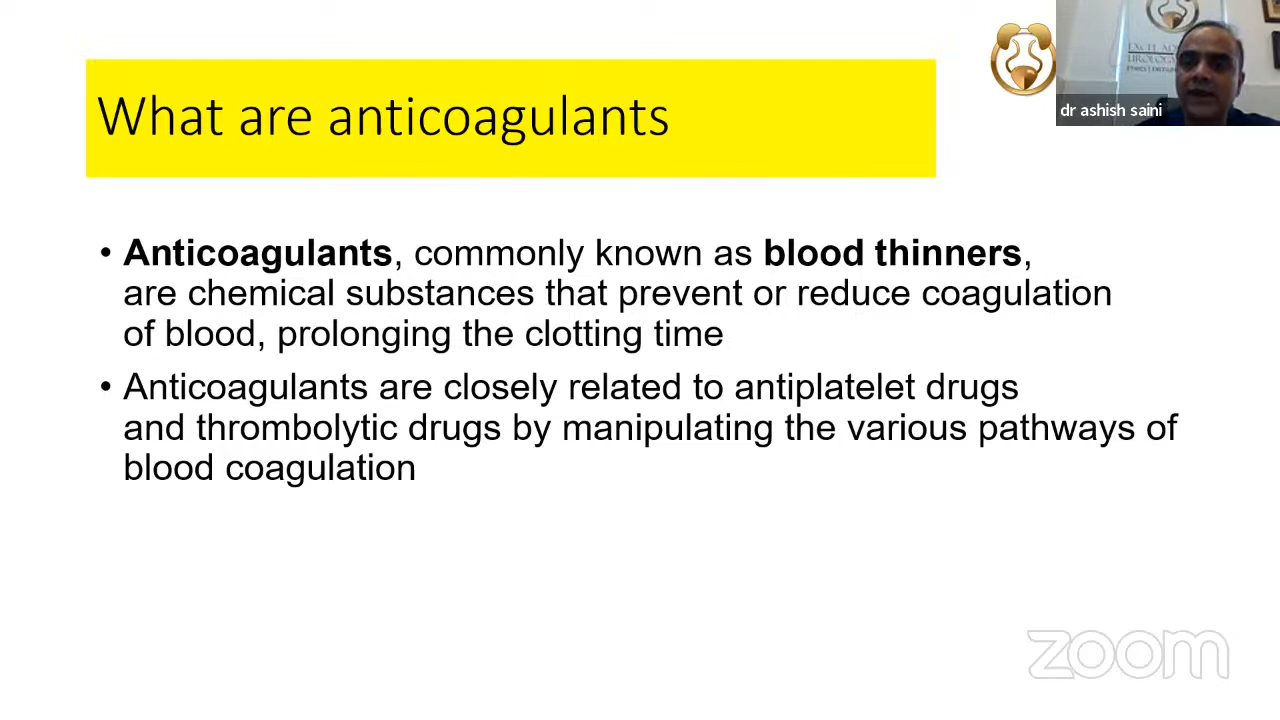 What are anticoagulants
• Anticoagulants, commonly known as blood thinners,
are chemical substances that prevent or reduce coagulation
of blood, prolonging the clotting time
• Anticoagulants are closely related to antiplatelet drugs
and thrombolytic drugs by manipulating the various pathways of
blood coagulation
dr ashish saini
zoom